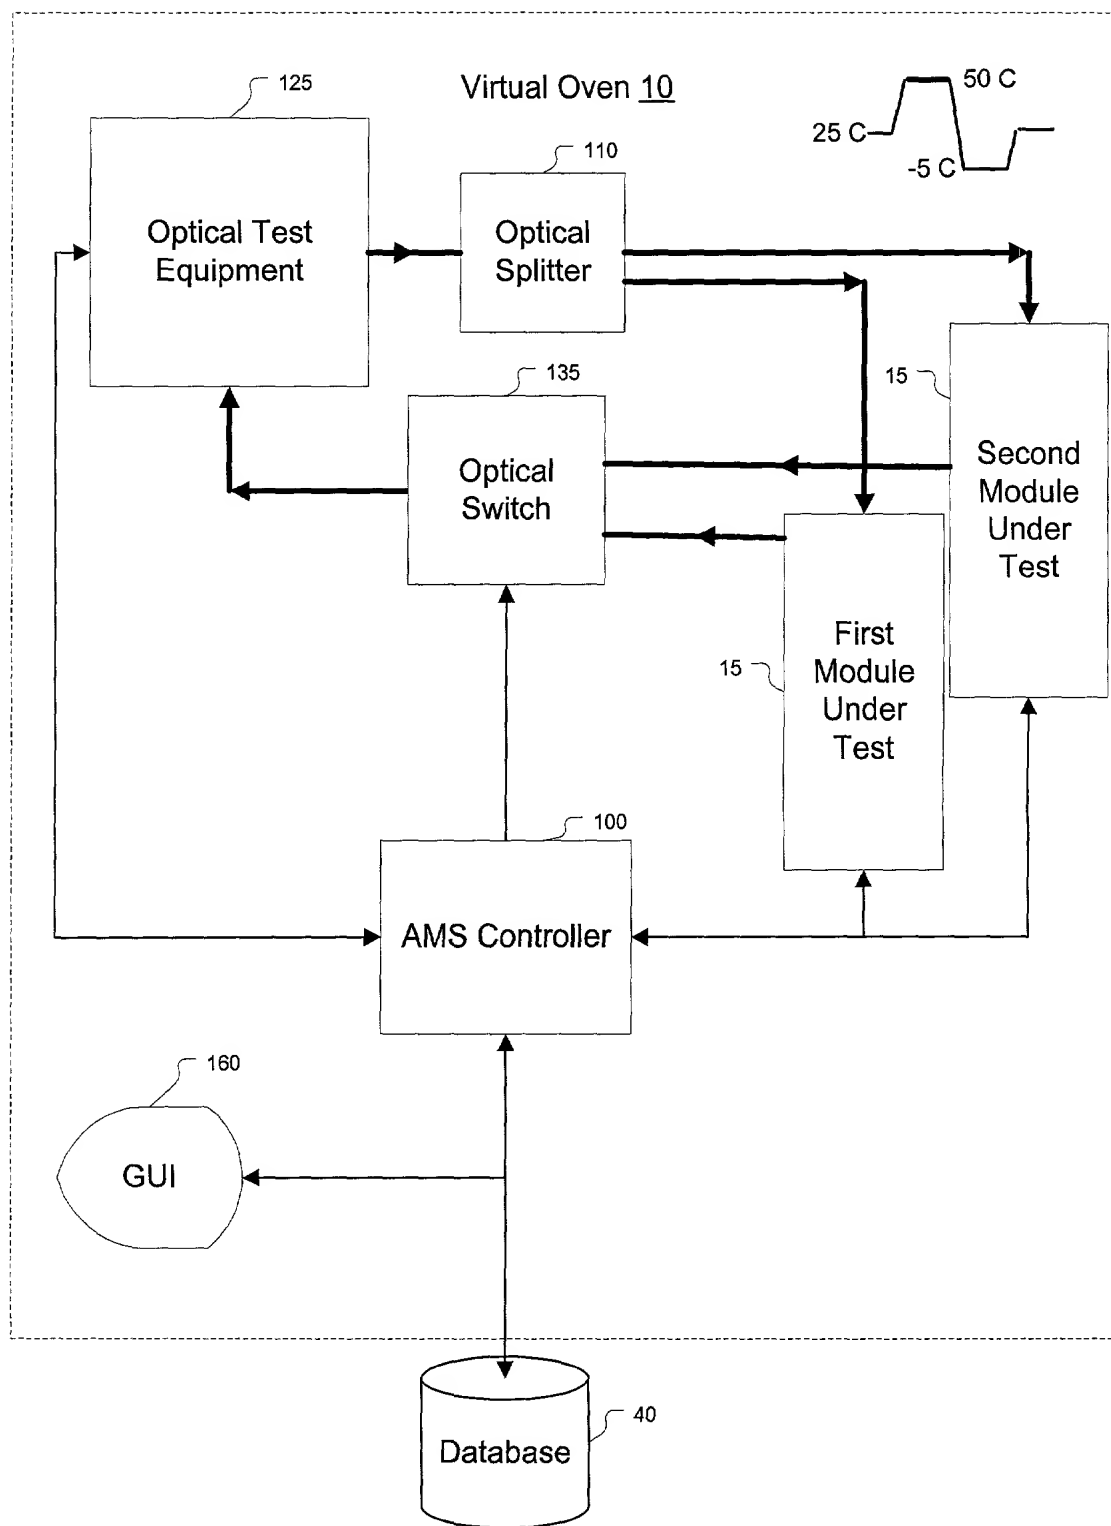 125
Virtual Oven 10
50 C
25 C
-5 C
110
Optical Test
Equipment
Optical
Splitter
135
15
Optical
Switch
Second
Module
Under
Test
15
First
Module
Under
Test
100
AMS Controller
160
GUI
40
Database